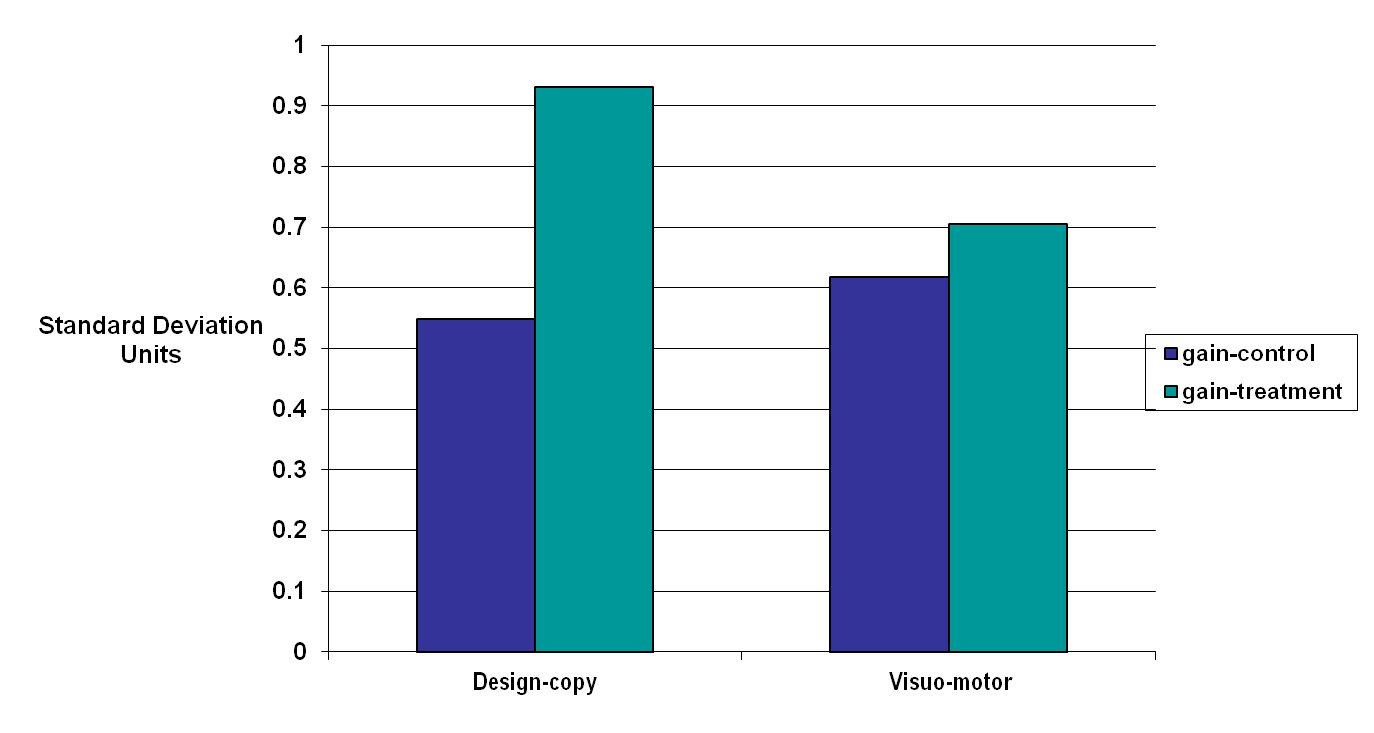 1
0.9
0.8
0.7
0.6
0.5
0.4
0.3
0.2
0.1
0
Standard Deviation
Units
Design-copy
Visuo-motor
gain-control
gain-treatment